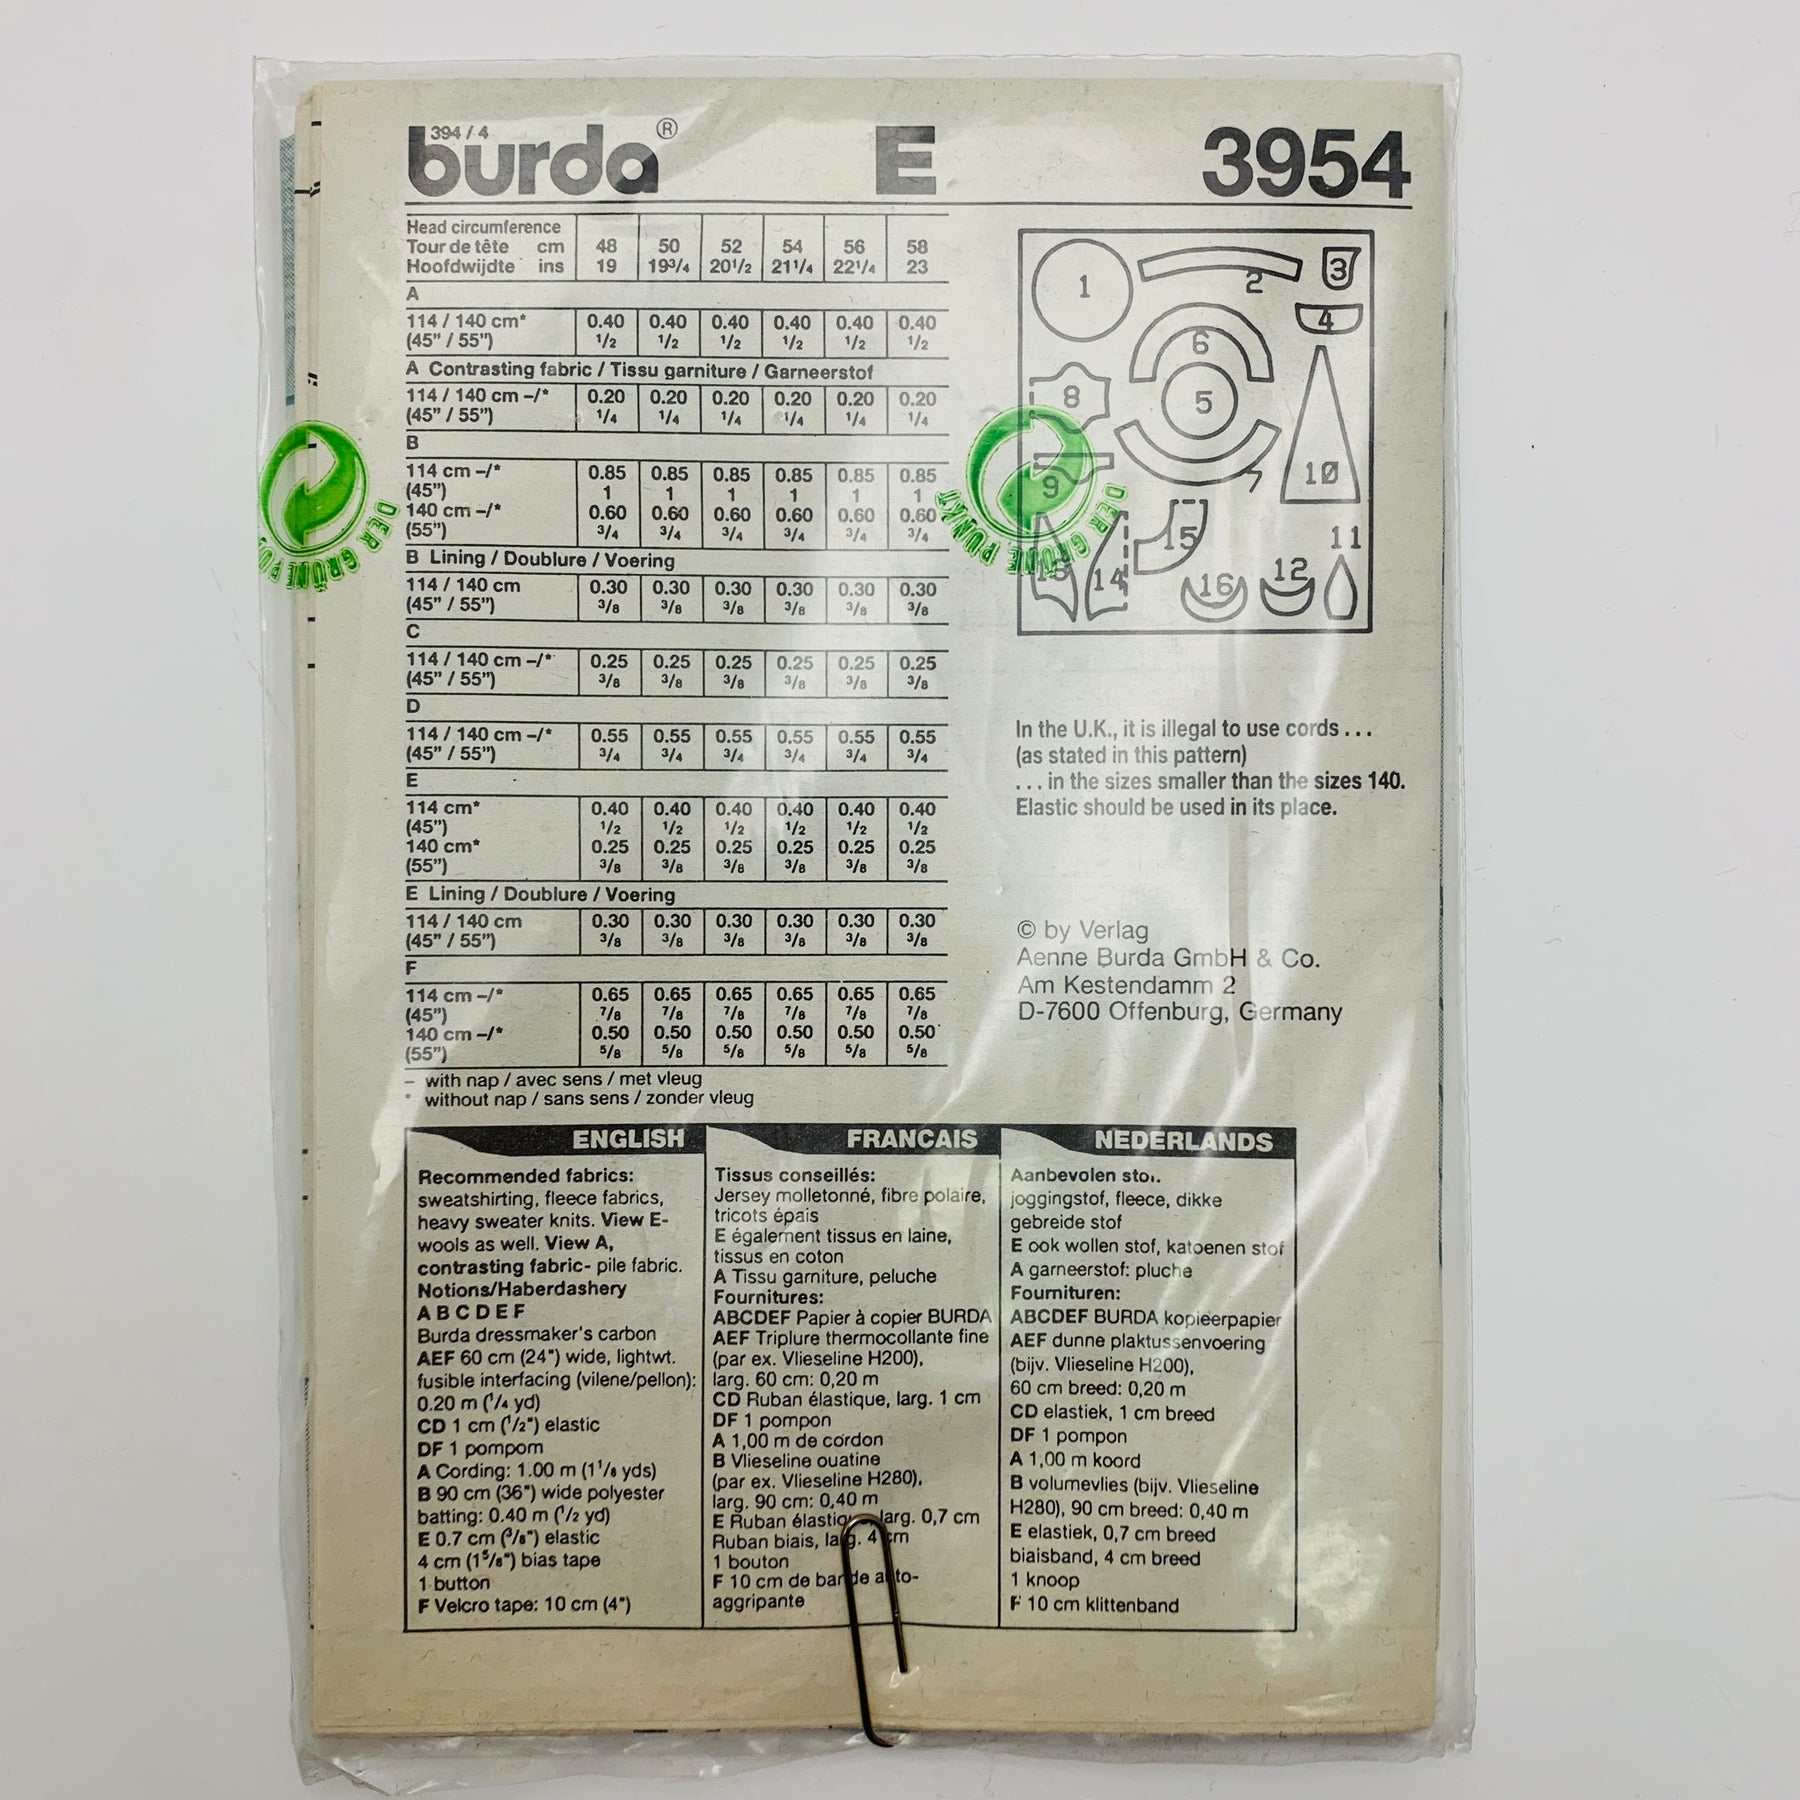 394 / 4
burda® E 3954
Head circumference
Tour de tête cm 48 50 52 54 56 58
Hoofdwijdte ins 19 19 3/4 20 1/2 21 1/4 22 1/4 23
A
114 / 140 cm* 0.40 0.40 0.40 0.40 0.40 0.40
(45” / 55”) 1/2 1/2 1/2 1/2 1/2 1/2
A Contrasting fabric / Tissu garniture / Garneerstof
114 / 140 cm –/* 0.20 0.20 0.20 0.20 0.20 0.20
(45” / 55”) 1/4 1/4 1/4 1/4 1/4 1/4
B
114 cm –/* 0.85 0.85 0.85 0.85 0.85 0.85
(45”) 1 1 1 1 1 1
140 cm –/* 0.60 0.60 0.60 0.60 0.60 0.60
(55”) 3/4 3/4 3/4 3/4 3/4 3/4
B Lining / Doublure / Voering
114 / 140 cm 0.30 0.30 0.30 0.30 0.30 0.30
(45” / 55”) 3/8 3/8 3/8 3/8 3/8 3/8
C
114 / 140 cm –/* 0.25 0.25 0.25 0.25 0.25 0.25
(45” / 55”) 3/8 3/8 3/8 3/8 3/8 3/8
D
114 / 140 cm –/* 0.55 0.55 0.55 0.55 0.55 0.55
(45” / 55”) 3/4 3/4 3/4 3/4 3/4 3/4
E
114 cm* 0.40 0.40 0.40 0.40 0.40 0.40
(45”) 1/2 1/2 1/2 1/2 1/2 1/2
140 cm* 0.25 0.25 0.25 0.25 0.25 0.25
(55”) 3/8 3/8 3/8 3/8 3/8 3/8
E Lining / Doublure / Voering
114 / 140 cm 0.30 0.30 0.30 0.30 0.30 0.30
(45” / 55”) 3/8 3/8 3/8 3/8 3/8 3/8
F
114 cm –/* 0.65 0.65 0.65 0.65 0.65 0.65
(45”) 7/8 7/8 7/8 7/8 7/8 7/8
140 cm –/* 0.50 0.50 0.50 0.50 0.50 0.50
(55”) 5/8 5/8 5/8 5/8 5/8 5/8
– with nap / avec sens / met vleug
* without nap / sans sens / zonder vleug
1 2 3
4
6
8 5
10
9
7
15 11
13 14 16 12
DER GRÜNE
DER GRÜNE PUNKT
In the U.K., it is illegal to use cords . . .
(as stated in this pattern)
. . . in the sizes smaller than the sizes 140.
Elastic should be used in its place.
© by Verlag
Aenne Burda GmbH & Co.
Am Kestendamm 2
D-7600 Offenburg, Germany
ENGLISH
Recommended fabrics:
sweatshirting, fleece fabrics,
heavy sweater knits. View E-
wools as well. View A,
contrasting fabric- pile fabric.
Notions/Haberdashery
A B C D E F
Burda dressmaker's carbon
AEF 60 cm (24") wide, lightwt.
fusible interfacing (vilene/pellon):
0.20 m (1/4 yd)
CD 1 cm (1/2") elastic
DF 1 pompom
A Cording: 1.00 m (1 1/8 yds)
B 90 cm (36") wide polyester
batting: 0.40 m (1/2 yd)
E 0.7 cm (3/8") elastic
4 cm (1 5/8") bias tape
1 button
F Velcro tape: 10 cm (4")
FRANCAIS
Tissus conseillés:
Jersey molletonné, fibre polaire,
tricots épais
E également tissus en laine,
tissus en coton
A Tissu garniture, peluche
Fournitures:
ABCDEF Papier à copier BURDA
AEF Triplure thermocollante fine
(par ex. Vlieseline H200),
larg. 60 cm: 0,20 m
CD Ruban élastique, larg. 1 cm
DF 1 pompon
A 1,00 m de cordon
B Vlieseline ouatine
(par ex. Vlieseline H280),
larg. 90 cm: 0,40 m
E Ruban élastique, larg. 0,7 cm
Ruban biais, larg. 4 cm
1 bouton
F 10 cm de bande auto-
aggripante
NEDERLANDS
Aanbevolen
joggingstof, fleece, dikke
gebreide stof
E ook wollen stof, katoenen stof
A garneerstof: pluche
Fournituren:
ABCDEF BURDA kopieerpapier
AEF dunne plaktussenvoering
(bijv. Vlieseline H200),
60 cm breed: 0,20 m
CD elastiek, 1 cm breed
DF 1 pompon
A 1,00 m koord
B volumevlies (bijv. Vlieseline
H280), 90 cm breed: 0,40 m
E elastiek, 0,7 cm breed
biaisband, 4 cm breed
1 knoop
F 10 cm klittenband